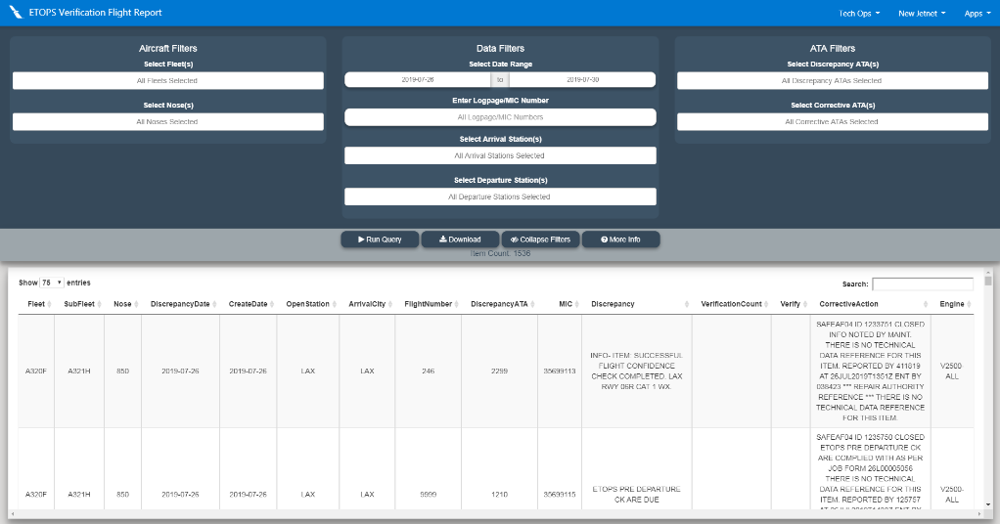 ETOPS Verification Flight Report
Tech Ops New Jetnet Apps
Aircraft Filters
Select Fleet(s)
All Fleets Selected
Select Nose(s)
All Noses Selected
Data Filters
Select Date Range
2019-07-26 to 2019-07-30
Enter Logpage/MIC Number
All Logpage/MIC Numbers
Select Arrival Station(s)
All Arrival Stations Selected
Select Departure Station(s)
All Departure Stations Selected
ATA Filters
Select Discrepancy ATA(s)
All Discrepancy ATAs Selected
Select Corrective ATA(s)
All Corrective ATAs Selected
Run Query Download Collapse Filters More Info
Item Count: 1536
Show 75 entries
Search:
Fleet SubFleet Nose DiscrepancyDate CreateDate OpenStation ArrivalCity FlightNumber DiscrepancyATA MIC Discrepancy VerificationCount Verify CorrectiveAction Engine
A320F A321H 850 2019-07-26 2019-07-26 LAX LAX 246 2299 35699113
INFO- ITEM: SUCCESSFUL
FLIGHT CONFIDENCE
CHECK COMPLETED. LAX
RWY 06R CAT 1 WX.
SAFEAF04 ID 1233751 CLOSED
INFO NOTED BY MAINT.
THERE IS NO TECHNICAL
DATA REFERENCE FOR THIS
ITEM. REPORTED BY 411819
AT 26JUL2019T1351Z ENT BY
038423 *** REPAIR AUTHORITY
REFERENCE *** THERE IS NO
TECHNICAL DATA REFERENCE
FOR THIS ITEM.
V2500-
ALL
A320F A321H 850 2019-07-26 2019-07-26 LAX LAX 9999 1210 35699115
ETOPS PRE DEPARTURE
CK ARE DUE
SAFEAF04 ID 1235750 CLOSED
ETOPS PRE DEPARTURE CK
ARE COMPLIED WITH AS PER
JOB FORM 26L00005056
THERE IS NO TECHNICAL
DATA REFERENCE FOR THIS
ITEM. REPORTED BY 125757
V2500-
ALL